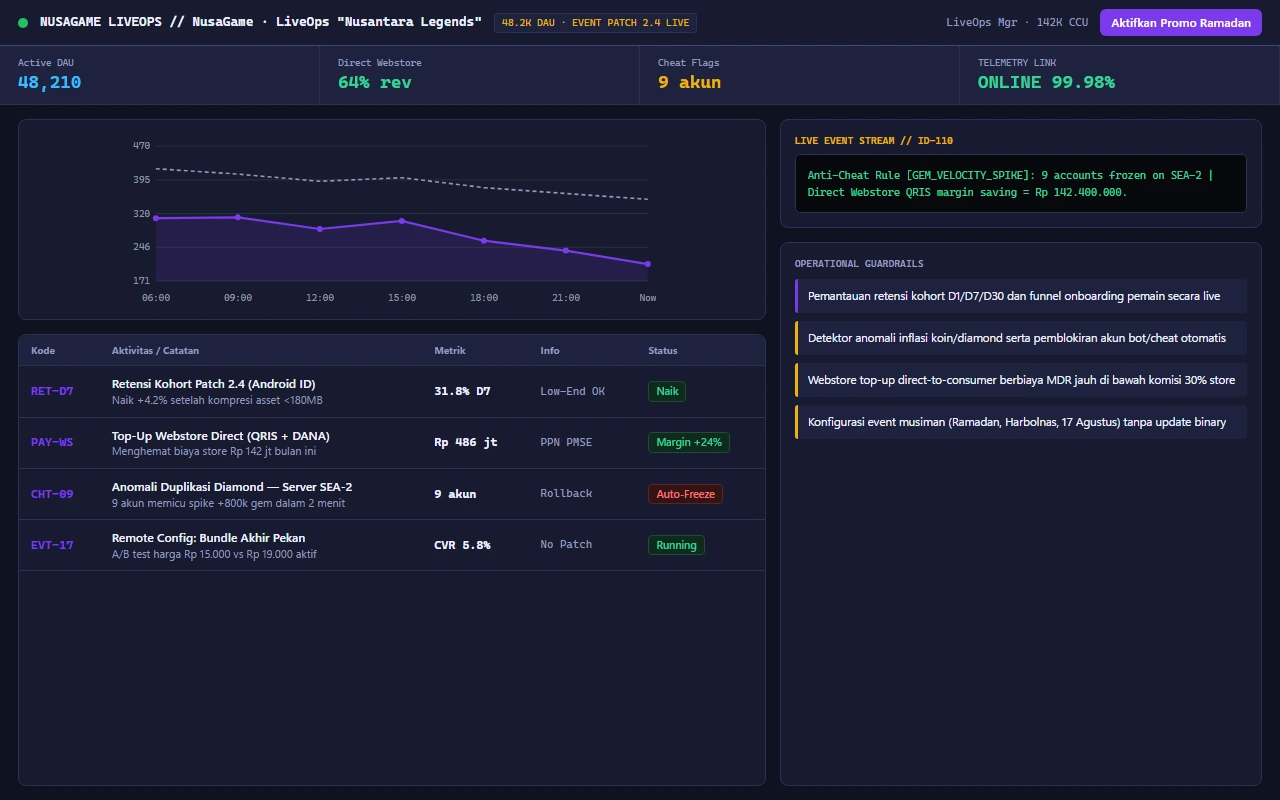 NUSAGAME LIVEOPS // NusaGame · LiveOps "Nusantara Legends"
48.2K DAU · EVENT PATCH 2.4 LIVE
LiveOps Mgr · 142K CCU
Aktifkan Promo Ramadan
Active DAU
48,210
Direct Webstore
64% rev
Cheat Flags
9 akun
TELEMETRY LINK
ONLINE 99.98%
470
395
320
246
171
06:00 09:00 12:00 15:00 18:00 21:00 Now
Kode Aktivitas / Catatan Metrik Info Status
RET-D7 Retensi Kohort Patch 2.4 (Android ID) 31.8% D7 Low-End OK Naik
Naik +4.2% setelah kompresi asset <180MB
PAY-WS Top-Up Webstore Direct (QRIS + DANA) Rp 486 jt PPN PMSE Margin +24%
Menghemat biaya store Rp 142 jt bulan ini
CHT-09 Anomali Duplikasi Diamond — Server SEA-2 9 akun Rollback Auto-Freeze
9 akun memicu spike +800k gem dalam 2 menit
EVT-17 Remote Config: Bundle Akhir Pekan CVR 5.8% No Patch Running
A/B test harga Rp 15.000 vs Rp 19.000 aktif
LIVE EVENT STREAM // ID-110
Anti-Cheat Rule [GEM_VELOCITY_SPIKE]: 9 accounts frozen on SEA-2 |
Direct Webstore QRIS margin saving = Rp 142.400.000.
OPERATIONAL GUARDRAILS
Pemantauan retensi kohort D1/D7/D30 dan funnel onboarding pemain secara live
Detektor anomali inflasi koin/diamond serta pemblokiran akun bot/cheat otomatis
Webstore top-up direct-to-consumer berbiaya MDR jauh di bawah komisi 30% store
Konfigurasi event musiman (Ramadan, Harbolnas, 17 Agustus) tanpa update binary